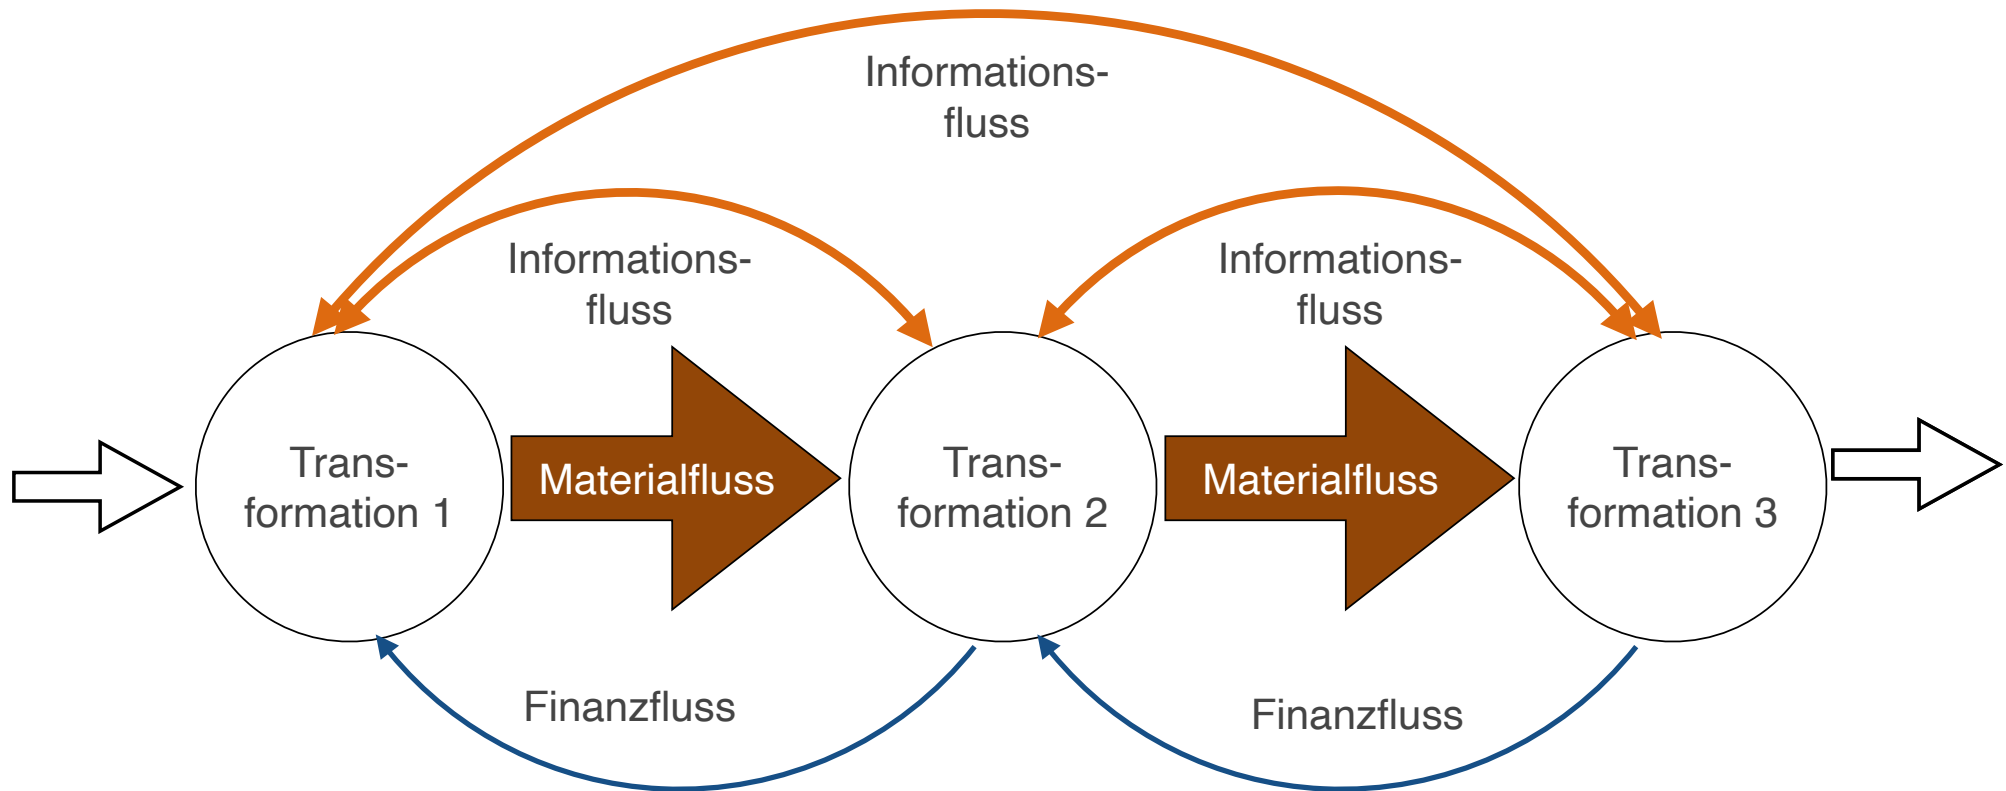 Informations-
fluss
Informations-
fluss
Informations-
fluss
Trans-
formation 1
Materialfluss
Trans-
formation 2
Materialfluss
Trans-
formation 3
Finanzfluss
Finanzfluss